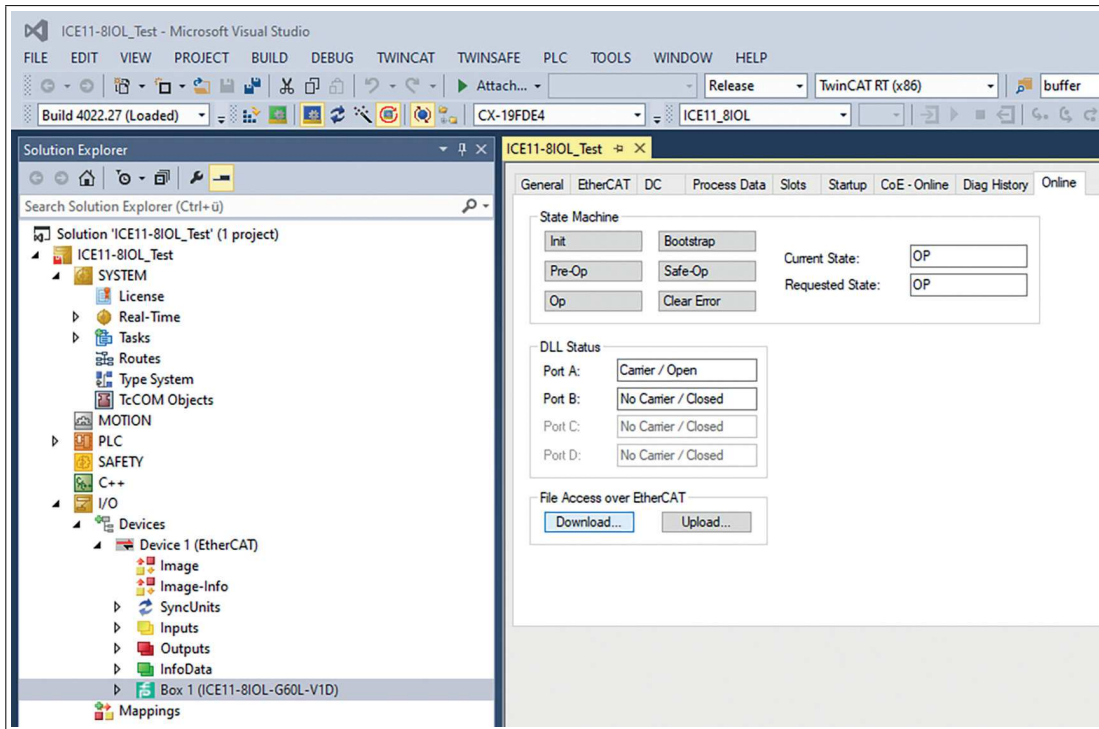 ICE11-8IOL_Test - Microsoft Visual Studio
FILE EDIT VIEW PROJECT BUILD DEBUG TWINCAT TWINSAFE PLC TOOLS WINDOW HELP
Attach... Release TwinCAT RT (x86) buffer
Build 4022.27 (Loaded) CX-19FDE4 ICE11_8IOL
Solution Explorer
Search Solution Explorer (Ctrl+ü)
Solution 'ICE11-8IOL_Test' (1 project)
ICE11-8IOL_Test
SYSTEM
License
Real-Time
Tasks
Routes
Type System
TcCOM Objects
MOTION
PLC
SAFETY
C++
I/O
Devices
Device 1 (EtherCAT)
Image
Image-Info
SyncUnits
Inputs
Outputs
InfoData
Box 1 (ICE11-8IOL-G60L-V1D)
Mappings
ICE11-8IOL_Test
General EtherCAT DC Process Data Slots Startup CoE - Online Diag History Online
State Machine
Init Bootstrap
Pre-Op Safe-Op
Op Clear Error
Current State: OP
Requested State: OP
DLL Status
Port A: Carrier / Open
Port B: No Carrier / Closed
Port C: No Carrier / Closed
Port D: No Carrier / Closed
File Access over EtherCAT
Download... Upload...